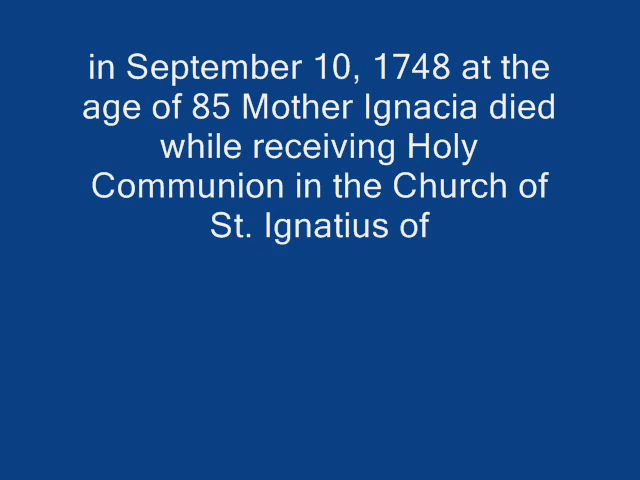 in September 10, 1748 at the
age of 85 Mother Ignacia died
while receiving Holy
Communion in the Church of
St. Ignatius of